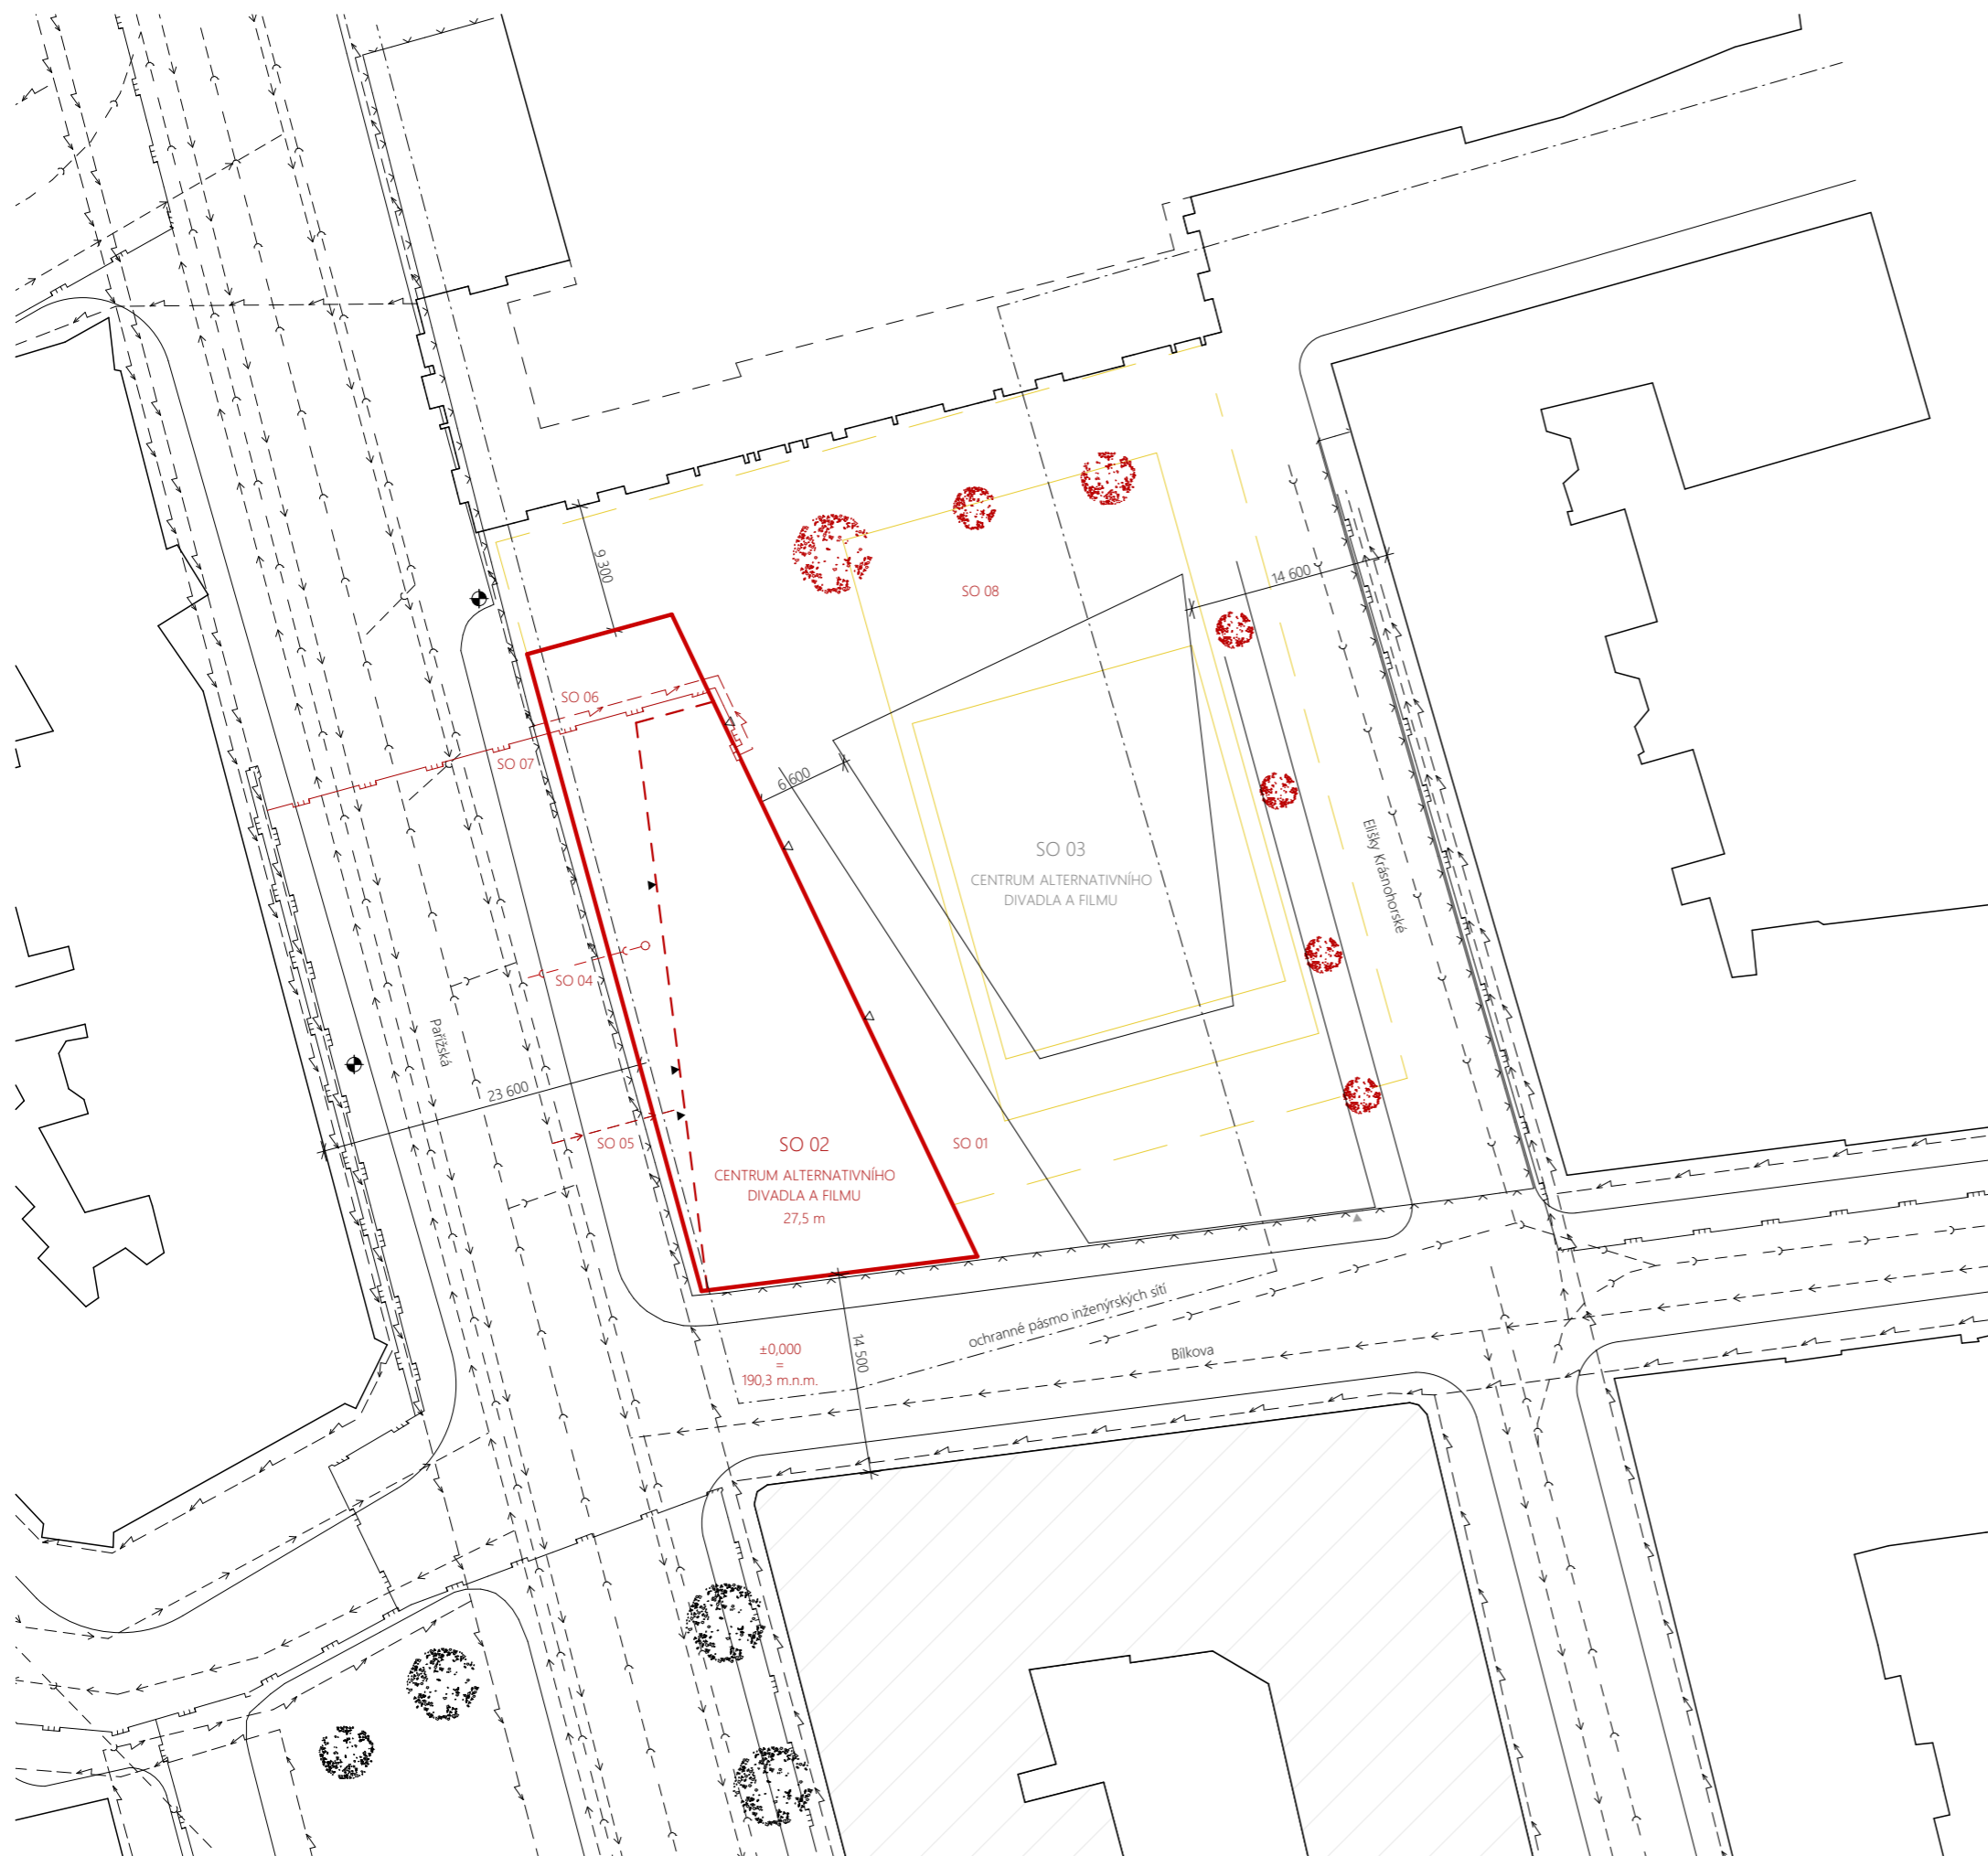 9 300
SO 08
14 600
SO 06
SO 07
6 600
SO 03
CENTRUM ALTERNATIVNÍHO
DIVADLA A FILMU
Elišky Krásnohorské
SO 04
Pařížská
23 600
SO 05
SO 02
CENTRUM ALTERNATIVNÍHO
DIVADLA A FILMU
27,5 m
SO 01
ochranné pásmo inženýrských sítí
±0,000
=
190,3 m.n.m.
14 500
Bílkova